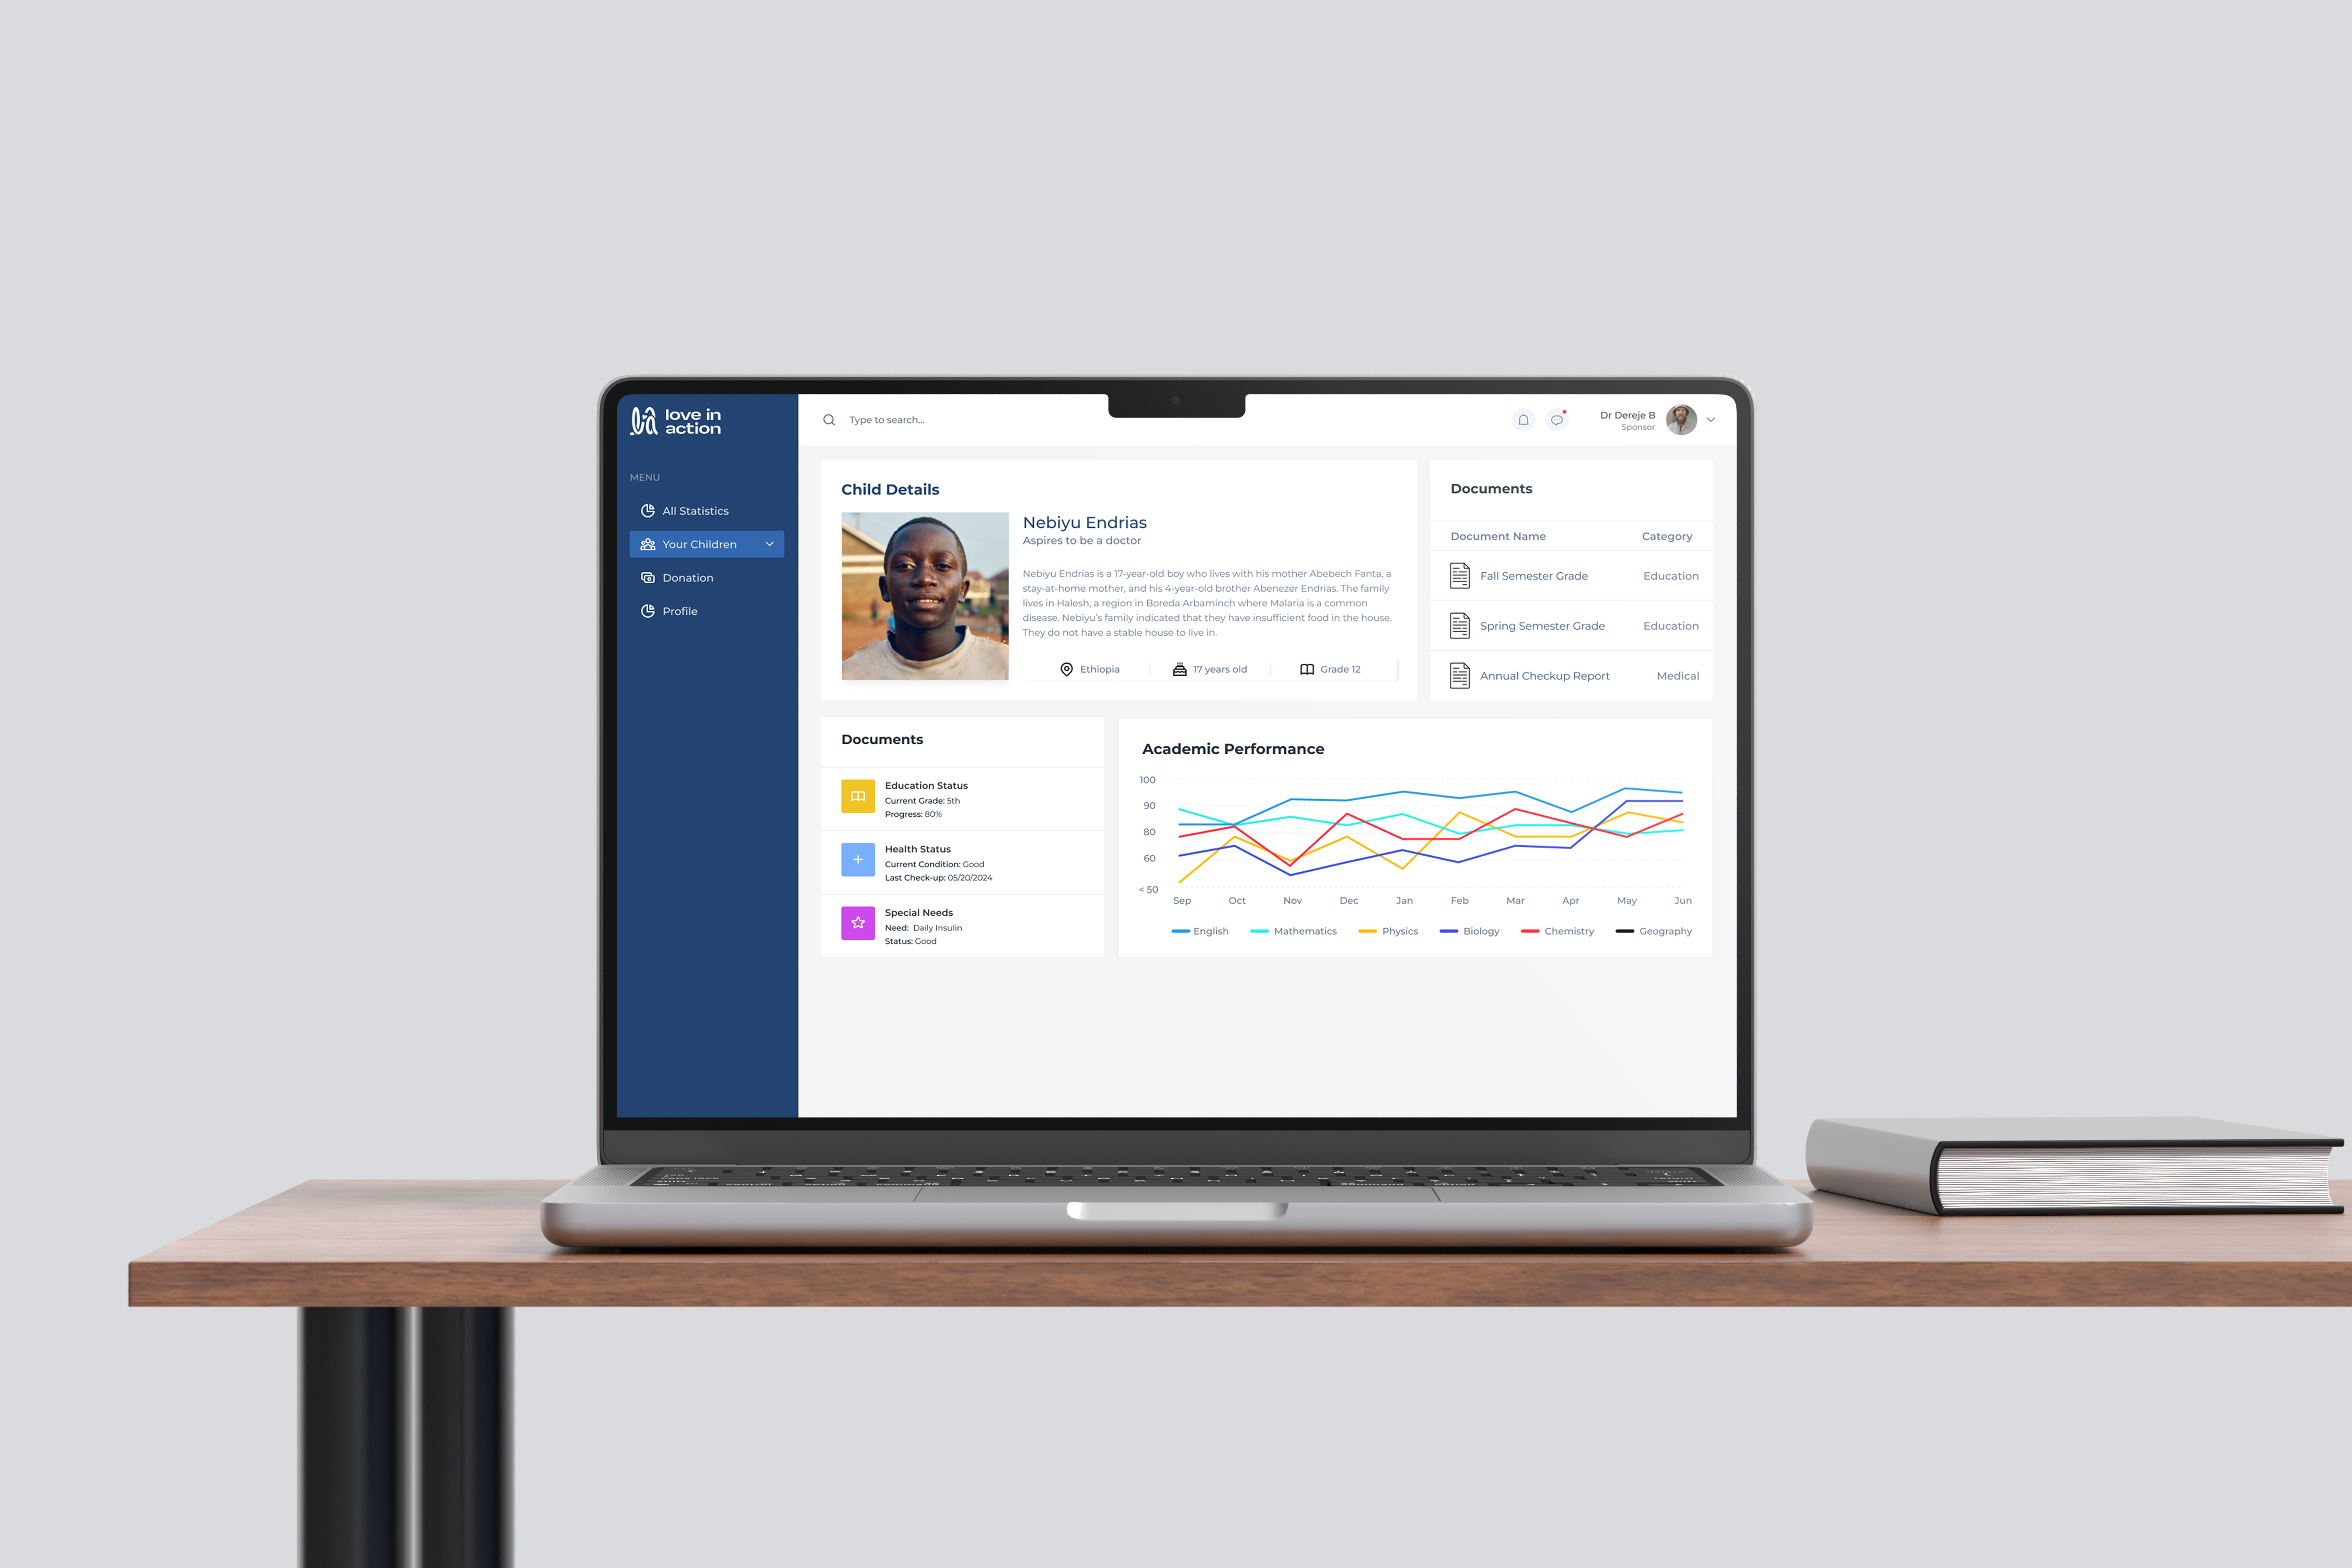 love in
action
MENU
All Statistics
Your Children
Donation
Profile
Type to search...
Dr Dereje B
Sponsor
Child Details
Nebiyu Endrias
Aspires to be a doctor
Nebiyu Endrias is a 17-year-old boy who lives with his mother Abebech Fanta, a
stay-at-home mother, and his 4-year-old brother Abenezer Endrias. The family
lives in Halesh, a region in Boreda Arbaminch where Malaria is a common
disease. Nebiyu's family indicated that they have insufficient food in the house.
They do not have a stable house to live in.
Ethiopia
17 years old
Grade 12
Documents
Document Name Category
Fall Semester Grade Education
Spring Semester Grade Education
Annual Checkup Report Medical
Documents
Education Status
Current Grade: 5th
Progress: 80%
Health Status
Current Condition: Good
Last Check-up: 05/20/2024
Special Needs
Need: Daily Insulin
Status: Good
Academic Performance
100
90
80
60
< 50
Sep Oct Nov Dec Jan Feb Mar Apr May Jun
English Mathematics Physics Biology Chemistry Geography